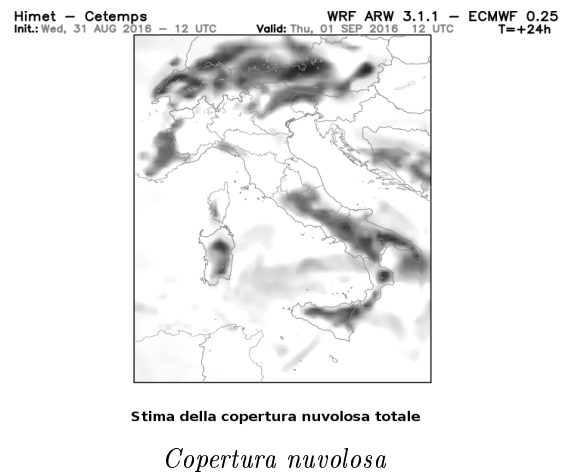 Himet – Cetemps WRF ARW 3.1.1 – ECMWF 0.25
Init.: Wed, 31 AUG 2016 – 12 UTC Valid: Thu, 01 SEP 2016 12 UTC T=+24h
Stima della copertura nuvolosa totale
Copertura nuvolosa